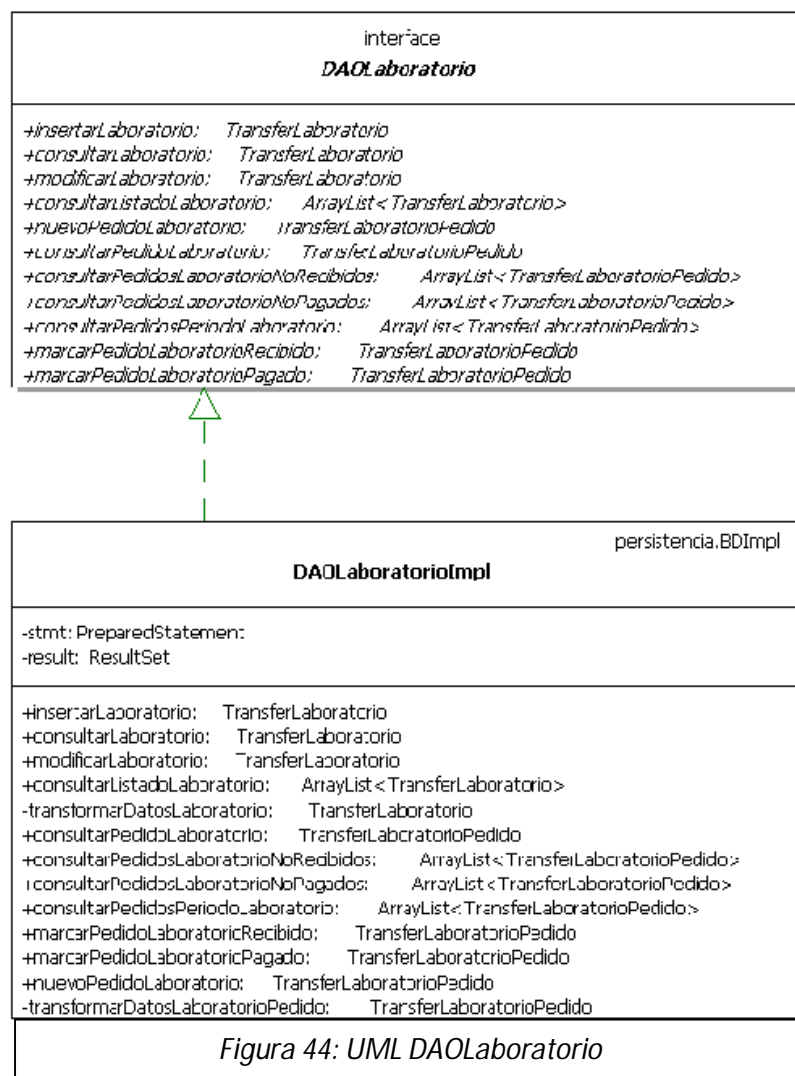 interface
DAOLaboratorio
+insertarLaboratorio: TransferLaboratorio
+consultarLaboratorio: TransferLaboratorio
+modificarLaboratorio: TransferLaboratorio
+consultarListadoLaboratorio: ArrayList<TransferLaboratorio>
+nuevoPedidoLaboratorio: TransferLaboratorioPedido
+consultarPedidoLaboratorio: TransferLaboratorioPedido
+consultarPedidosLaboratorioNoRecibidos: ArrayList<TransferLaboratorioPedido>
+consultarPedidosLaboratorioNoPagados: ArrayList<TransferLaboratorioPedido>
+consultarPedidosPeriodoLaboratorio: ArrayList<TransferLaboratorioPedido>
+marcarPedidoLaboratorioRecibido: TransferLaboratorioPedido
+marcarPedidoLaboratorioPagado: TransferLaboratorioPedido
persistencia.BDImpl
DAOLaboratorioImpl
-stmt: PreparedStatement
-result: ResultSet
+insertarLaboratorio: TransferLaboratorio
+consultarLaboratorio: TransferLaboratorio
+modificarLaboratorio: TransferLaboratorio
+consultarListadoLaboratorio: ArrayList<TransferLaboratorio>
-transformarDatosLaboratorio: TransferLaboratorio
+consultarPedidoLaboratorio: TransferLaboratorioPedido
+consultarPedidosLaboratorioNoRecibidos: ArrayList<TransferLaboratorioPedido>
+consultarPedidosLaboratorioNoPagados: ArrayList<TransferLaboratorioPedido>
+consultarPedidosPeriodoLaboratorio: ArrayList<TransferLaboratorioPedido>
+marcarPedidoLaboratorioRecibido: TransferLaboratorioPedido
+marcarPedidoLaboratorioPagado: TransferLaboratorioPedido
+nuevoPedidoLaboratorio: TransferLaboratorioPedido
-transformarDatosLaboratorioPedido: TransferLaboratorioPedido
Figura 44: UML DAOLaboratorio